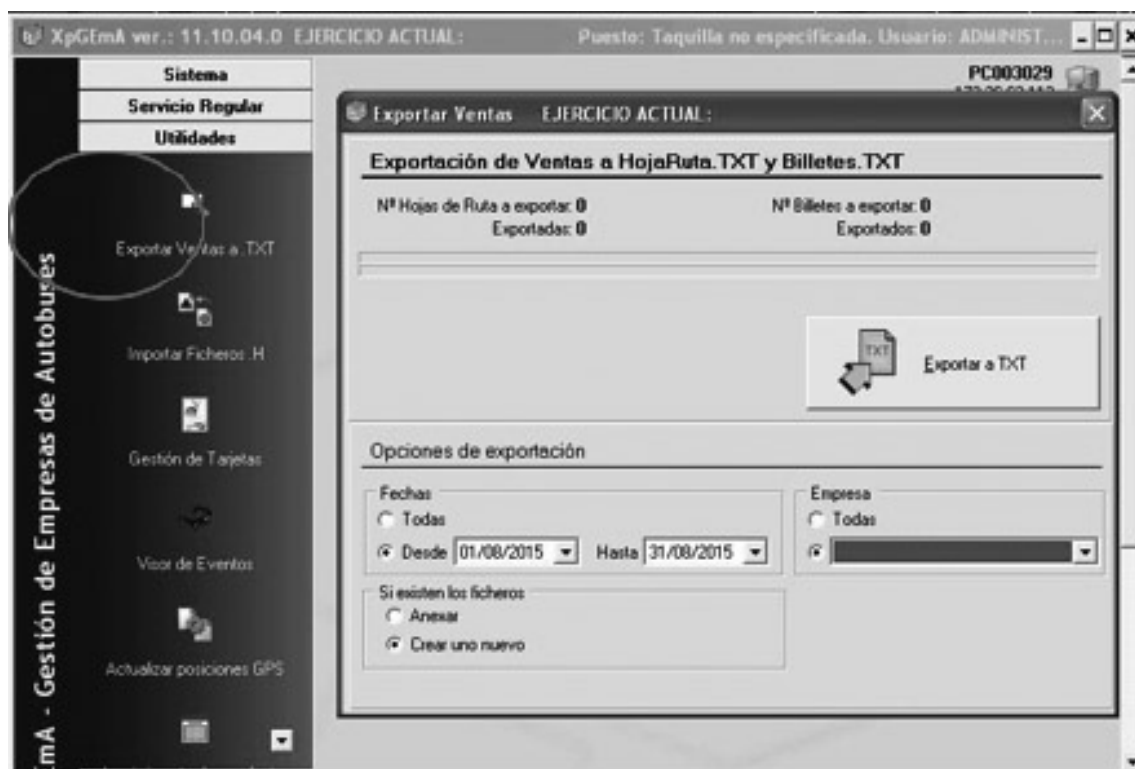 XpGEmA ver.: 11.10.04.0 EJERCICIO ACTUAL: Puesto: Taquilla no especificada. Usuario: ADMINIST...
Sistema
Servicio Regular
Utilidades
PC003029
Exportar Ventas a .TXT
Importar Ficheros .H
Gestión de Tarjetas
Visor de Eventos
Actualizar posiciones GPS
EmA - Gestión de Empresas de Autobuses
Exportar Ventas EJERCICIO ACTUAL:
Exportación de Ventas a HojaRuta.TXT y Billetes.TXT
Nº Hojas de Ruta a exportar: 0 Nº Billetes a exportar: 0
Exportadas: 0 Exportados: 0
TXT
Exportar a TXT
Opciones de exportación
Fechas
Todas
Desde 01/08/2015 Hasta 31/08/2015
Empresa
Todas
Si existen los ficheros
Anexar
Crear uno nuevo